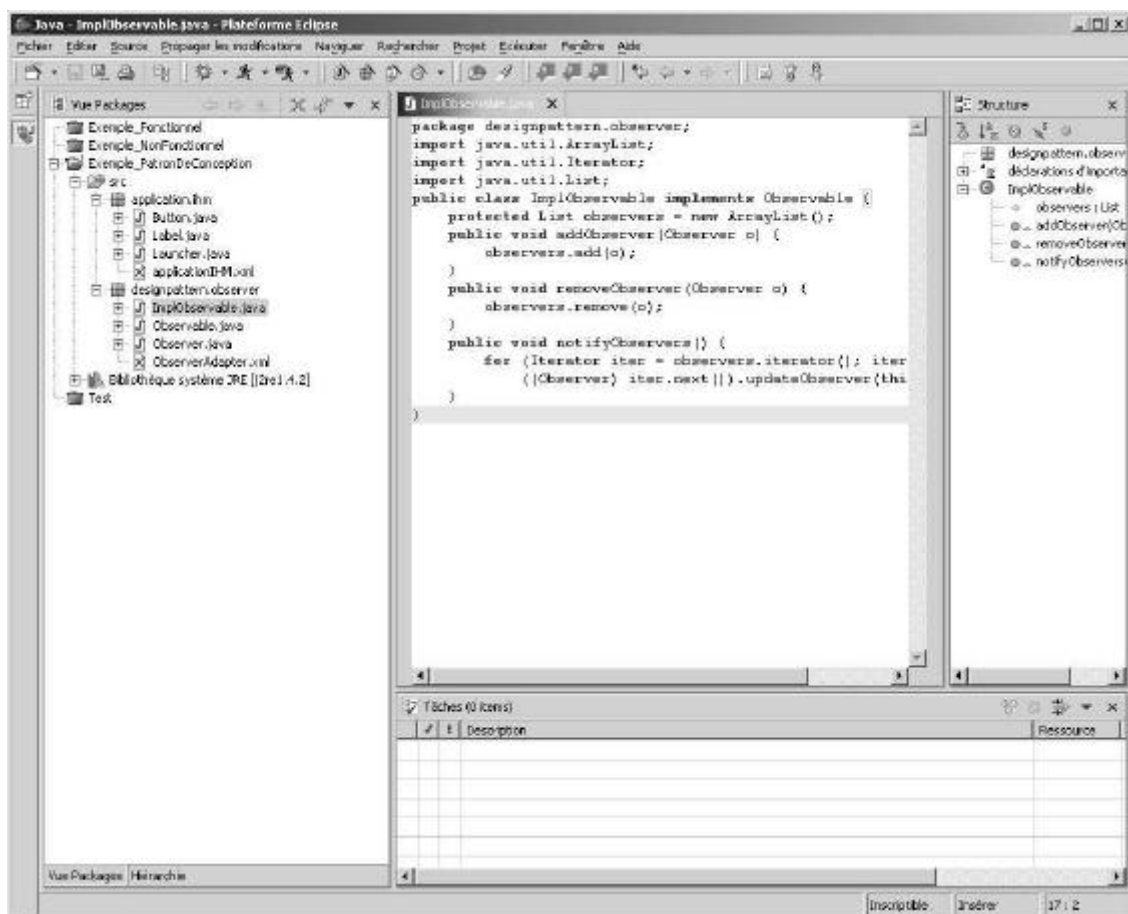 Java - ImplObservable.java - Plateforme Eclipse
Fichier Editer Source Propager les modifications Naviguer Rechercher Projet Exécuter Fenêtre Aide
Vue Packages
Exemple_Fonctionnel
Exemple_NonFonctionnel
Exemple_PatronDeConception
src
application.ihm
Button.java
Label.java
Launcher.java
applicationIHM.xml
designpattern.observer
ImplObservable.java
Observable.java
Observer.java
ObserverAdapter.xml
Bibliothèque système JRE [j2re1.4.2]
Test
Vue Packages Hiérarchie
ImplObservable.java
package designpattern.observer;
import java.util.ArrayList;
import java.util.Iterator;
import java.util.List;
public class ImplObservable implements Observable {
protected List observers = new ArrayList();
public void addObserver(Observer o) {
observers.add(o);
}
public void removeObserver(Observer o) {
observers.remove(o);
}
public void notifyObservers() {
for (Iterator iter = observers.iterator(); iter
((Observer) iter.next()).updateObserver(thi
}
}
Structure
designpattern.observ
déclarations d'importa
ImplObservable
observers : List
addObserver(Ob
removeObserver
notifyObservers(
Tâches (0 items)
! Description Ressource
Inscriptible Insérer 17 : 2